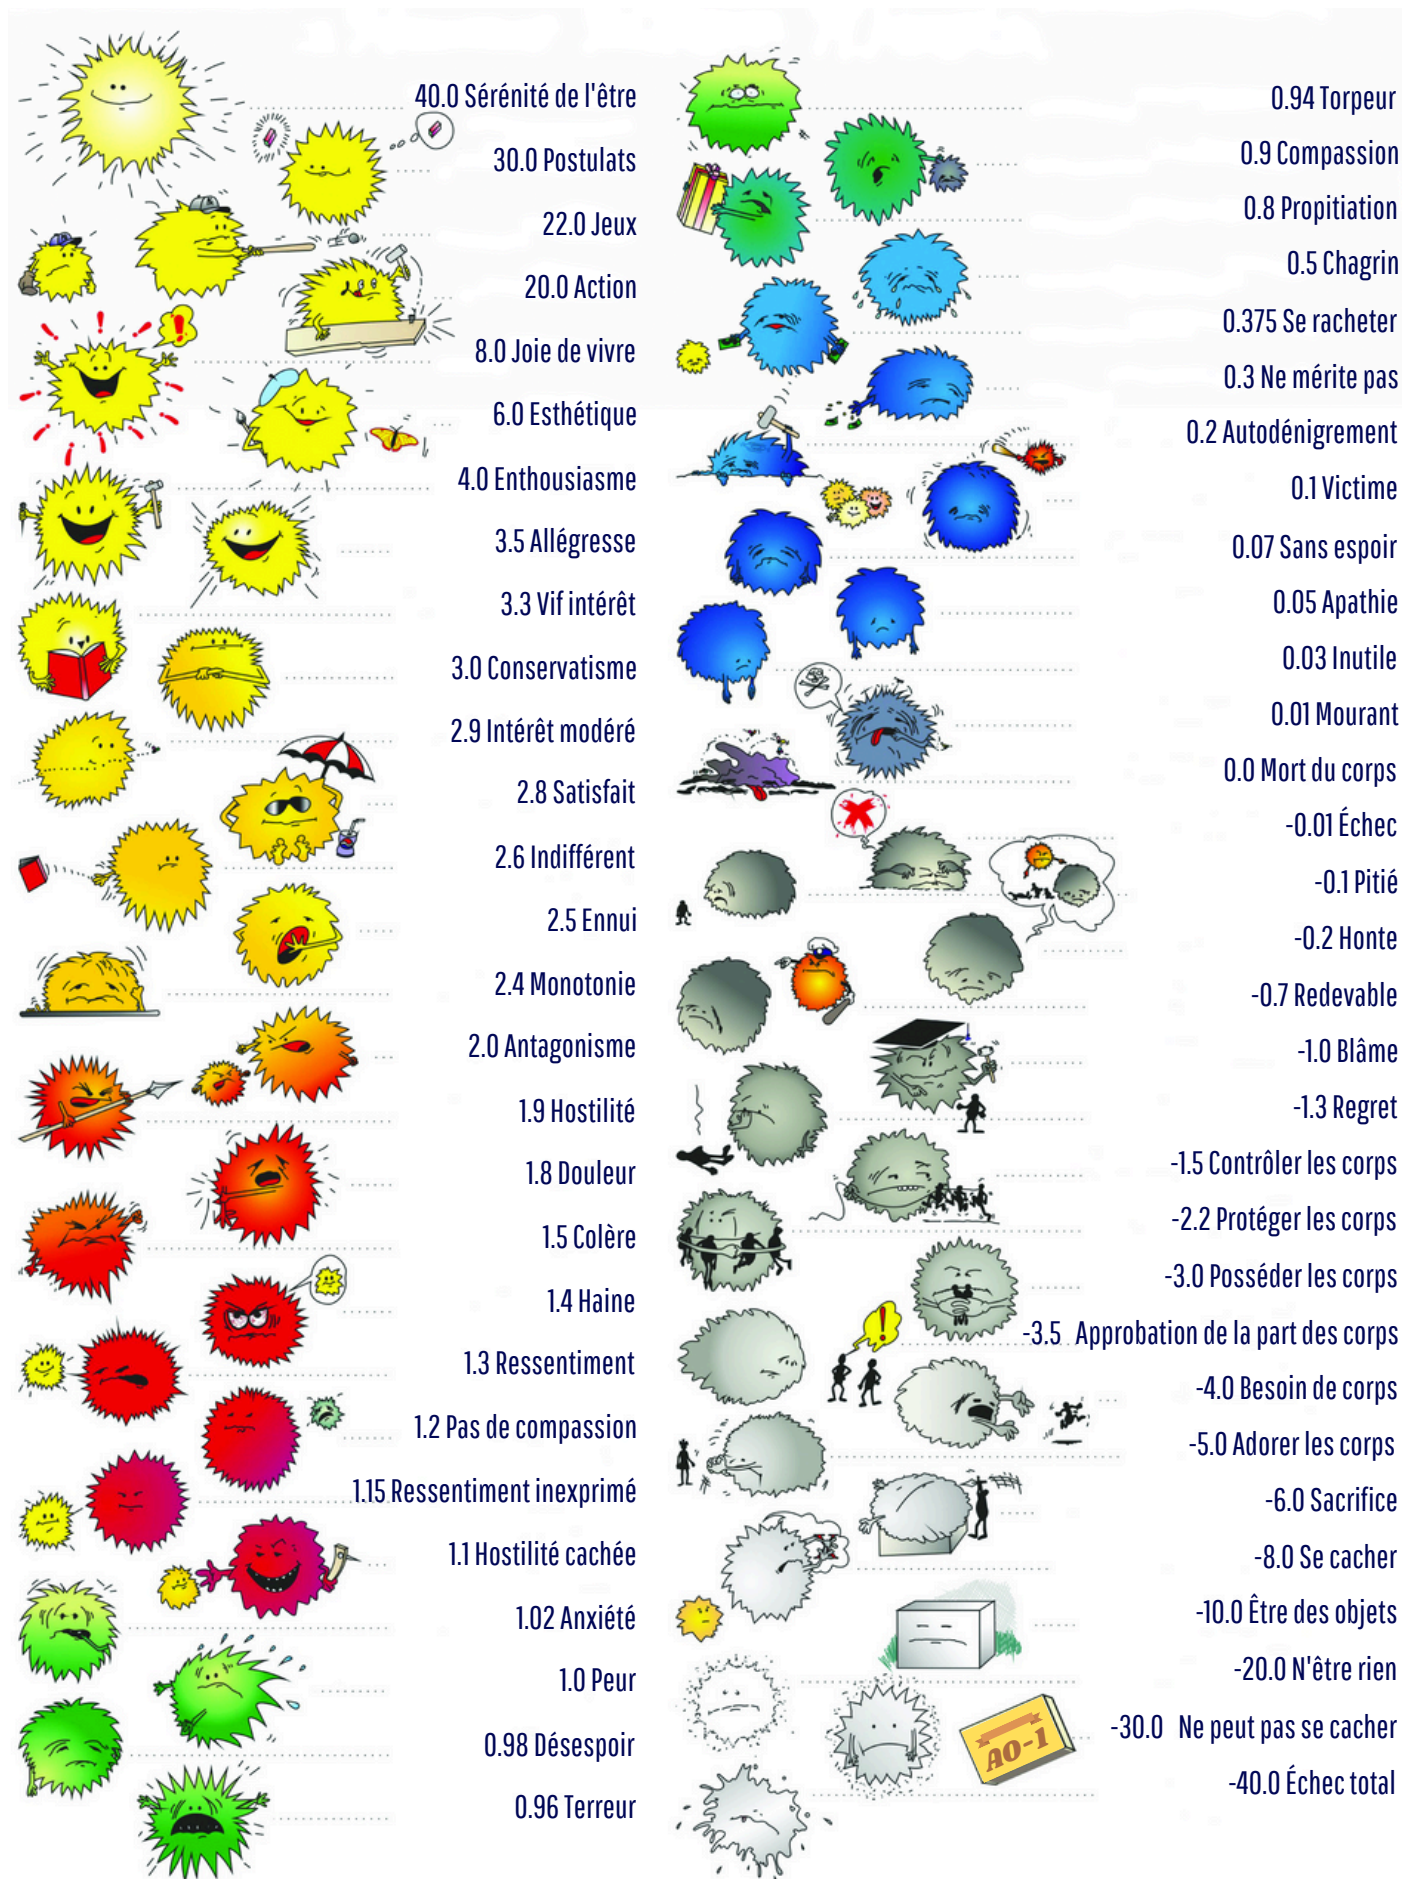 40.0 Sérénité de l'être
30.0 Postulats
22.0 Jeux
20.0 Action
8.0 Joie de vivre
6.0 Esthétique
4.0 Enthousiasme
3.5 Allégresse
3.3 Vif intérêt
3.0 Conservatisme
2.9 Intérêt modéré
2.8 Satisfait
2.6 Indifférent
2.5 Ennui
2.4 Monotonie
2.0 Antagonisme
1.9 Hostilité
1.8 Douleur
1.5 Colère
1.4 Haine
1.3 Ressentiment
1.2 Pas de compassion
1.15 Ressentiment inexprimé
1.1 Hostilité cachée
1.02 Anxiété
1.0 Peur
0.98 Désespoir
0.96 Terreur
0.94 Torpeur
0.9 Compassion
0.8 Propitiation
0.5 Chagrin
0.375 Se racheter
0.3 Ne mérite pas
0.2 Autodénigrement
0.1 Victime
0.07 Sans espoir
0.05 Apathie
0.03 Inutile
0.01 Mourant
0.0 Mort du corps
-0.01 Échec
-0.1 Pitié
-0.2 Honte
-0.7 Redevable
-1.0 Blâme
-1.3 Regret
-1.5 Contrôler les corps
-2.2 Protéger les corps
-3.0 Posséder les corps
-3.5 Approbation de la part des corps
-4.0 Besoin de corps
-5.0 Adorer les corps
-6.0 Sacrifice
-8.0 Se cacher
-10.0 Être des objets
-20.0 N'être rien
-30.0 Ne peut pas se cacher
AO-1
-40.0 Échec total